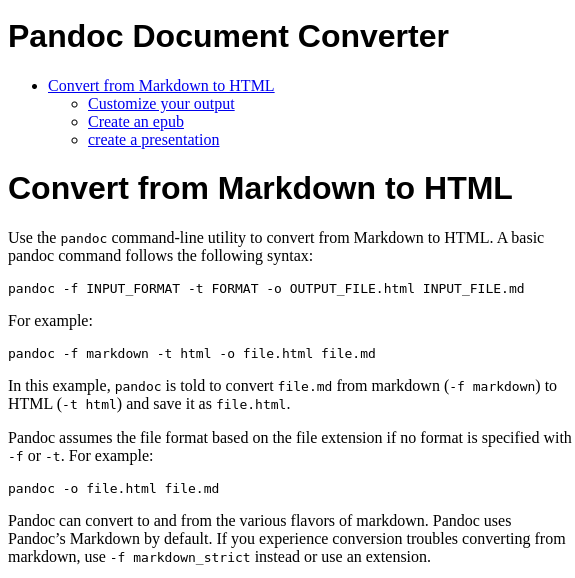 Pandoc Document Converter
Convert from Markdown to HTML
Customize your output
Create an epub
create a presentation
Convert from Markdown to HTML
Use the pandoc command-line utility to convert from Markdown to HTML. A basic
pandoc command follows the following syntax:
pandoc -f INPUT_FORMAT -t FORMAT -o OUTPUT_FILE.html INPUT_FILE.md
For example:
pandoc -f markdown -t html -o file.html file.md
In this example, pandoc is told to convert file.md from markdown (-f markdown) to
HTML (-t html) and save it as file.html.
Pandoc assumes the file format based on the file extension if no format is specified with
-f or -t. For example:
pandoc -o file.html file.md
Pandoc can convert to and from the various flavors of markdown. Pandoc uses
Pandoc’s Markdown by default. If you experience conversion troubles converting from
markdown, use -f markdown_strict instead or use an extension.